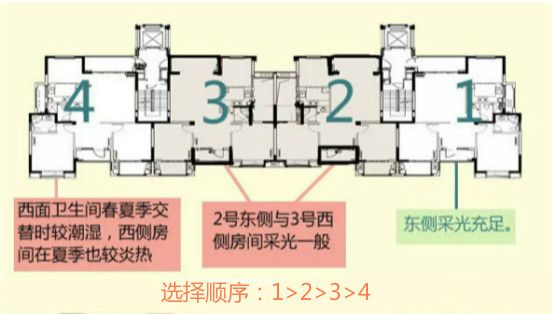 4 3 2 1
西面卫生间春夏季交
替时较潮湿，西侧房
间在夏季也较炎热
2号东侧与3号西
侧房间采光一般
东侧采光充足。
选择顺序：1>2>3>4